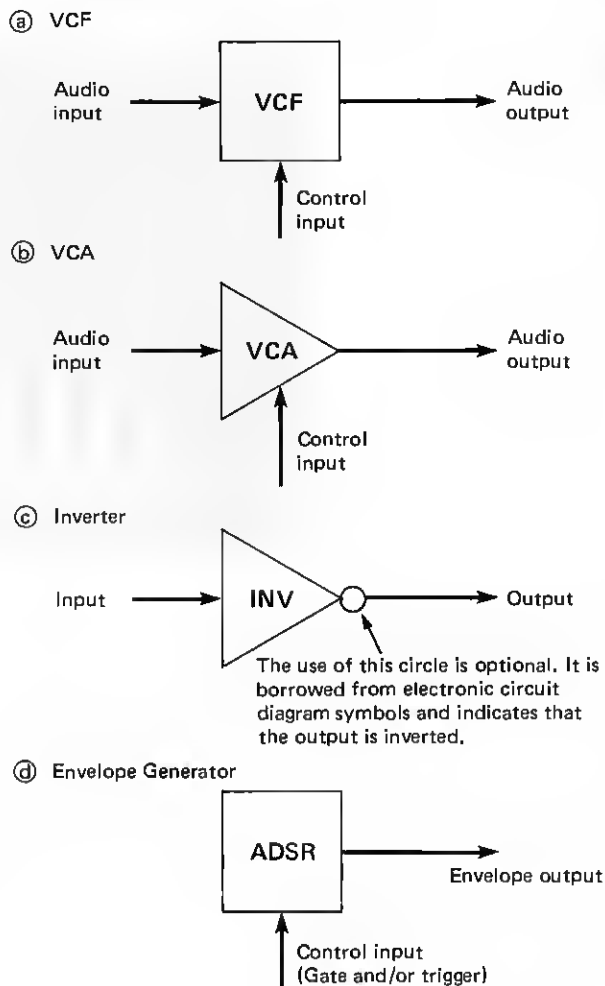 ⓐ VCF
Audio input
VCF
Audio output
Control input
ⓑ VCA
Audio input
VCA
Audio output
Control input
ⓒ Inverter
Input
INV
Output
The use of this circle is optional. It is
borrowed from electronic circuit
diagram symbols and indicates that
the output is inverted.
ⓓ Envelope Generator
ADSR
Envelope output
Control input
(Gate and/or trigger)